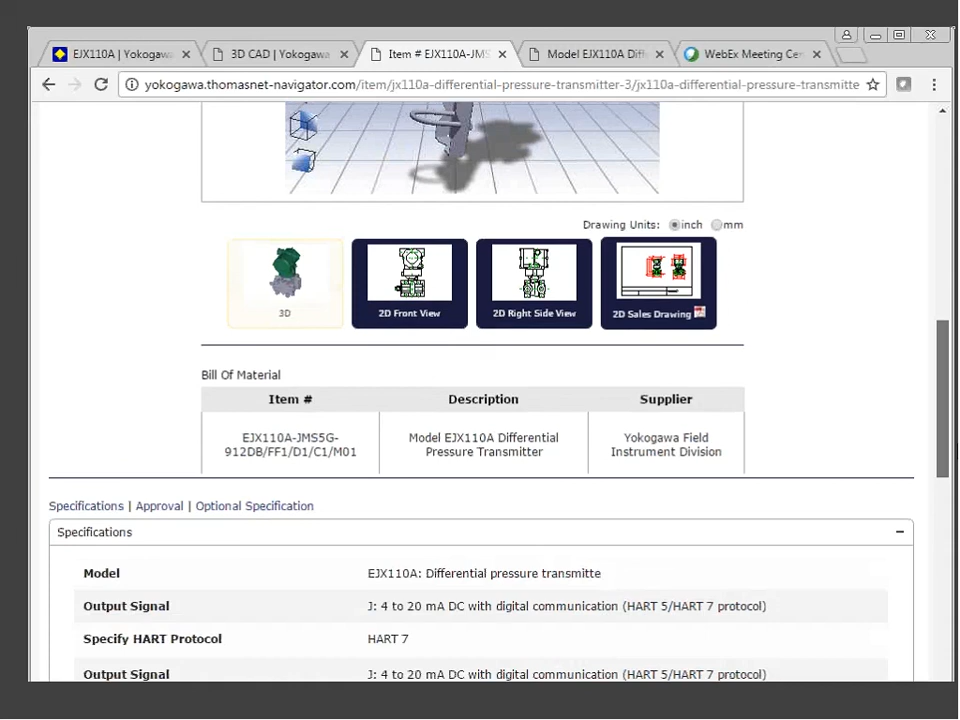 EJX110A | Yokogawa
3D CAD | Yokogawa
Item # EJX110A-JMS
Model EJX110A Diff
WebEx Meeting Cen
yokogawa.thomasnet-navigator.com/item/jx110a-differential-pressure-transmitter-3/jx110a-differential-pressure-transmitte
Drawing Units: inch mm
3D
2D Front View
2D Right Side View
2D Sales Drawing
Bill Of Material
Item # Description Supplier
EJX110A-JMS5G- Model EJX110A Differential Yokogawa Field
912DB/FF1/D1/C1/M01 Pressure Transmitter Instrument Division
Specifications | Approval | Optional Specification
Specifications
Model EJX110A: Differential pressure transmitte
Output Signal J: 4 to 20 mA DC with digital communication (HART 5/HART 7 protocol)
Specify HART Protocol HART 7
Output Signal J: 4 to 20 mA DC with digital communication (HART 5/HART 7 protocol)